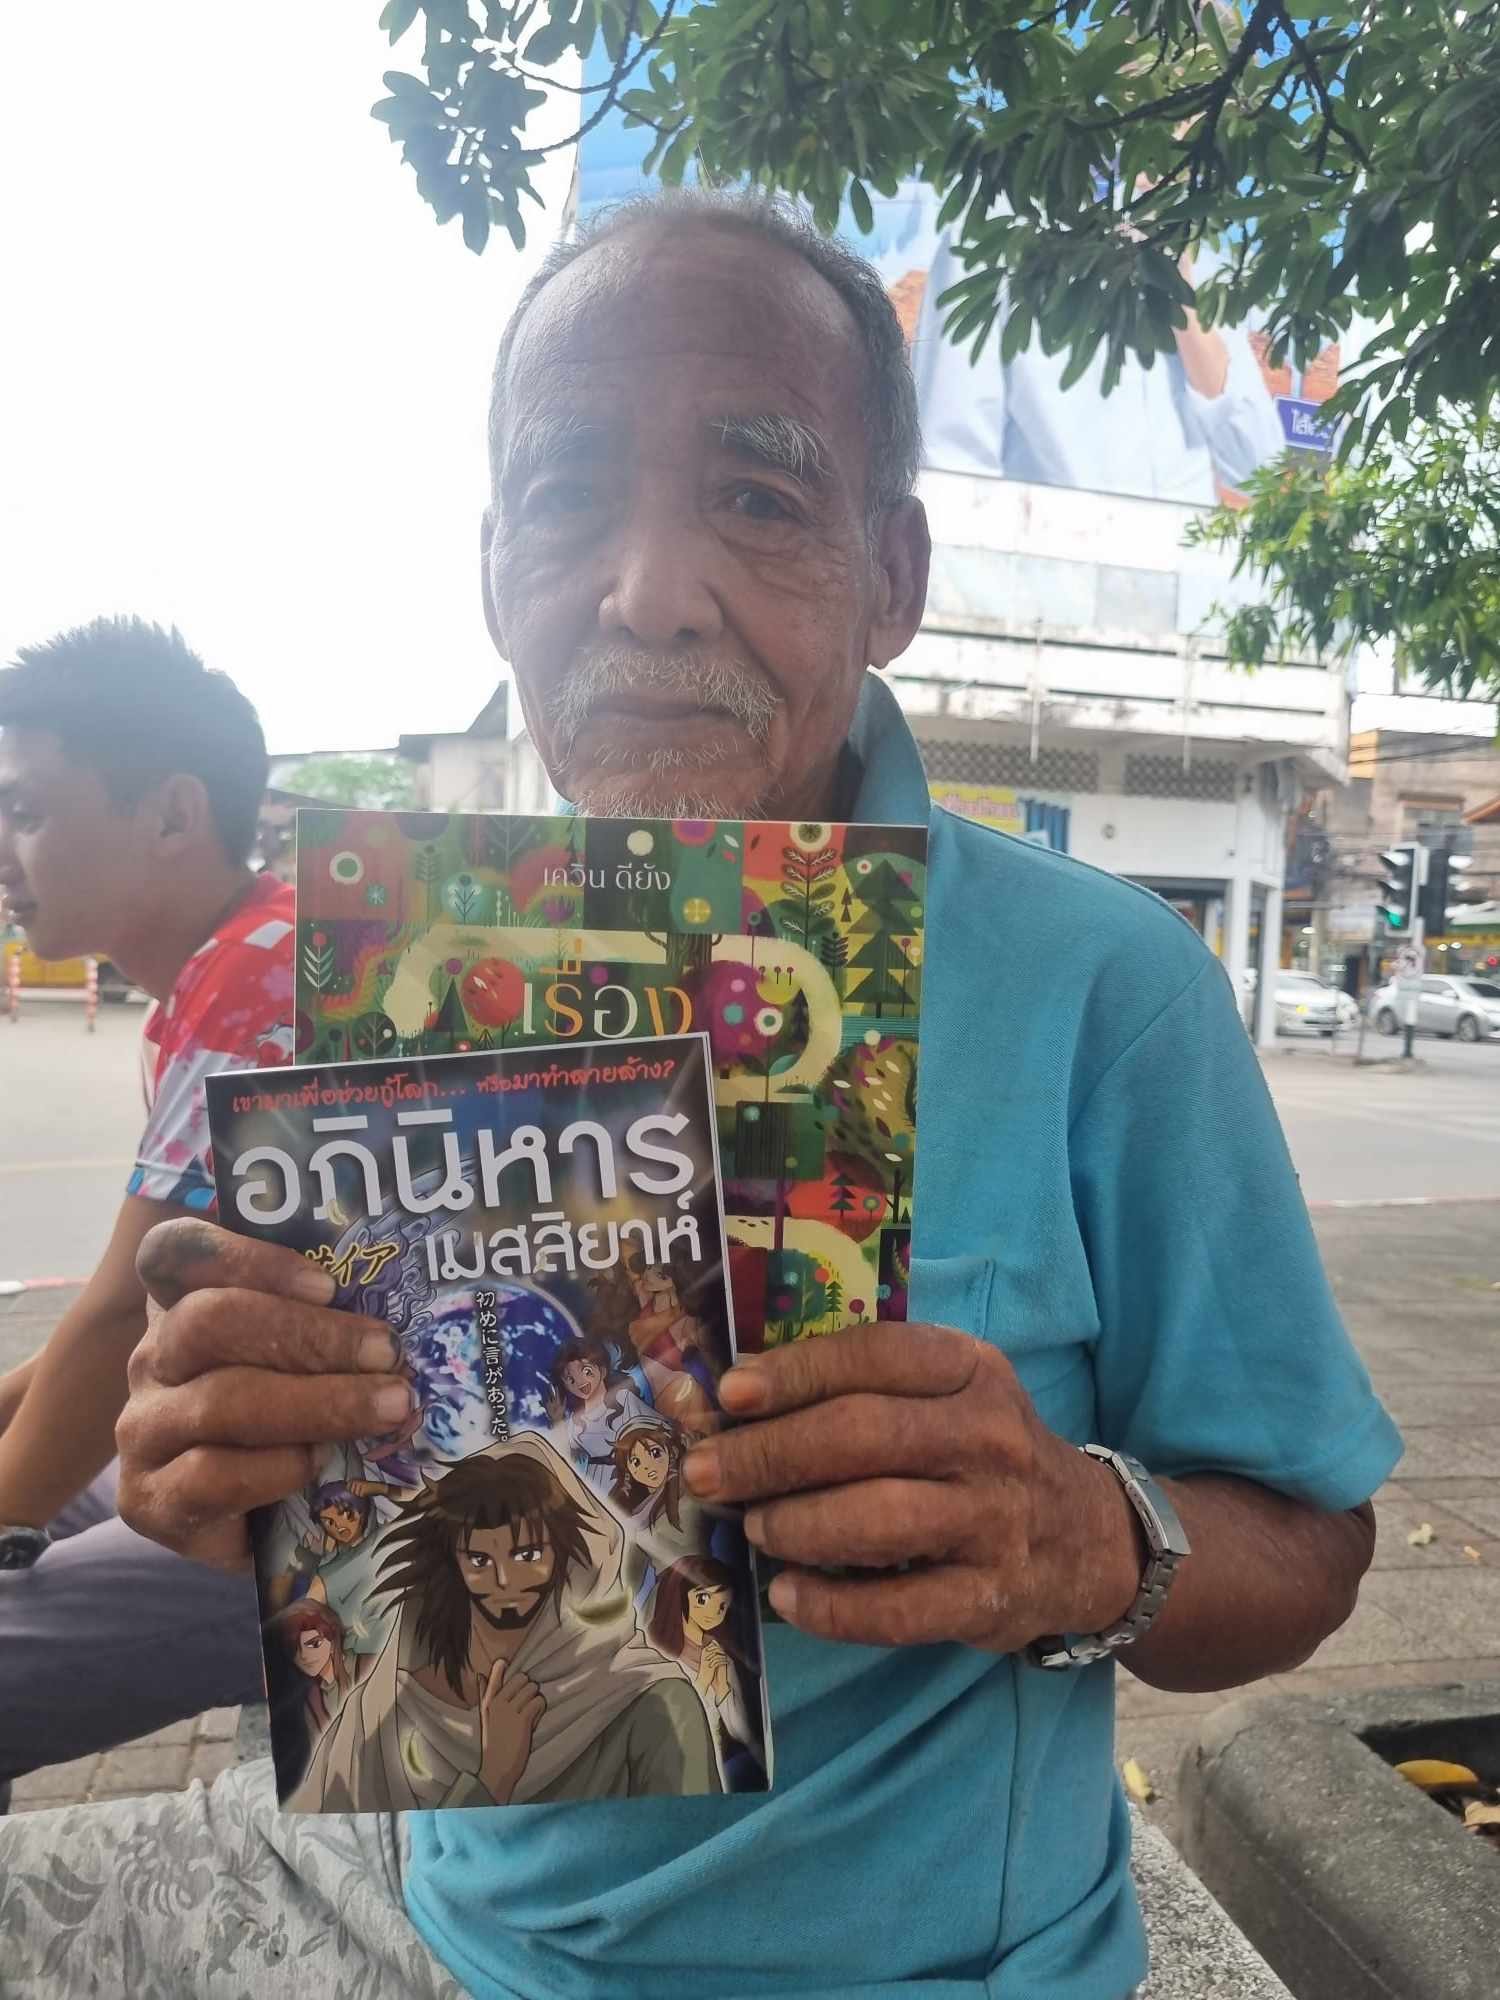 เควิน ดียัง
เรื่อง
เขามาเพื่อช่วยกู้โลก... หรือมาทำลายล้าง?
อภินิหาร
サイア เมสสิยาห์
初めに言があった。